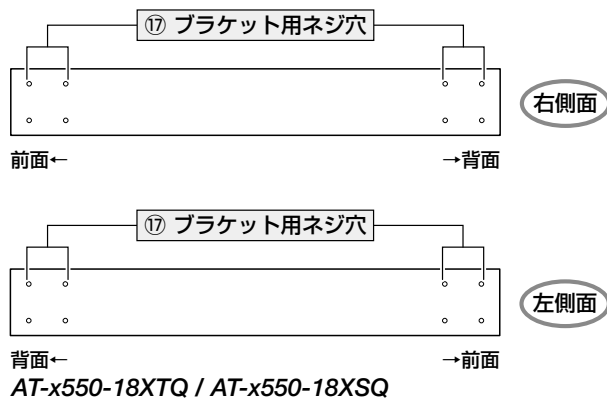 ⑰ ブラケット用ネジ穴
右側面
前面← →背面
⑰ ブラケット用ネジ穴
左側面
背面← →前面
AT-x550-18XTQ / AT-x550-18XSQ